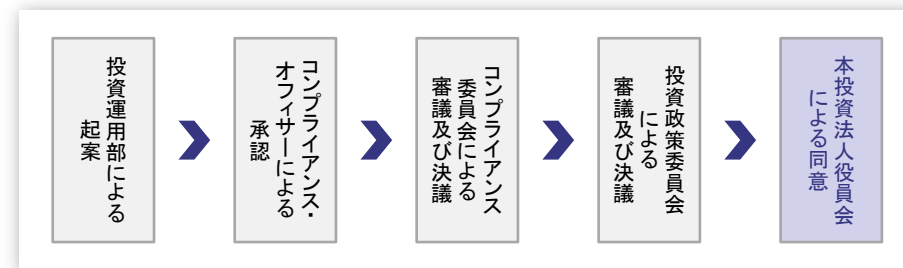 投資運用部による
起案
コンプライアンス・
オフィサーによる
承認
コンプライアンス
委員会による
審議及び決議
投資政策委員会
による
審議及び決議
本投資法人役員会
による同意